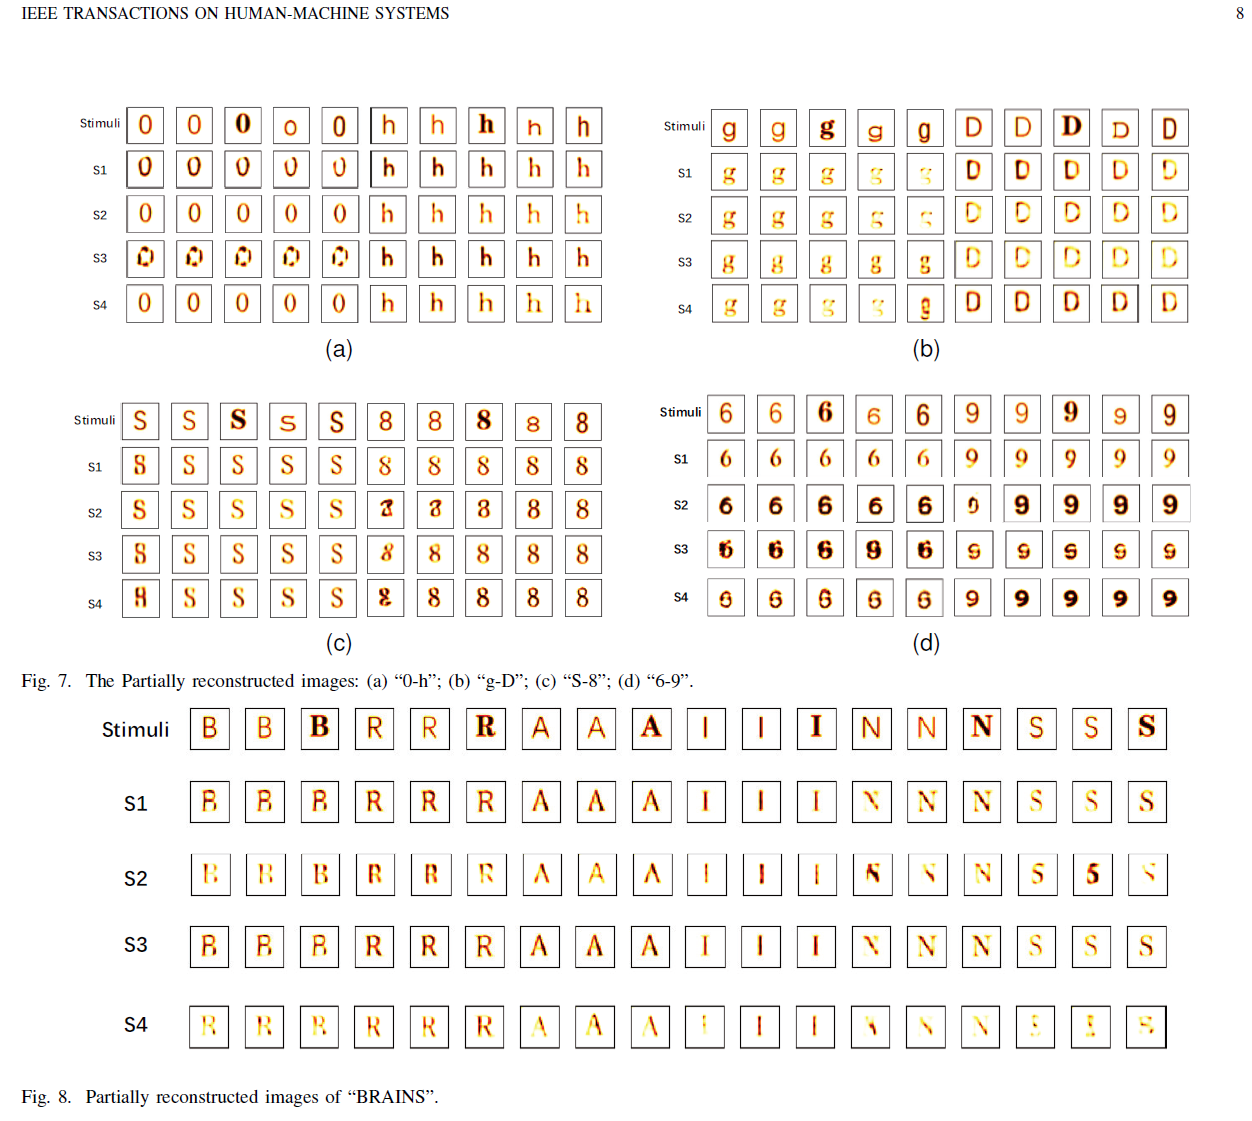 IEEE TRANSACTIONS ON HUMAN-MACHINE SYSTEMS 8
Stimuli 0 0 0 0 0 h h h h h
S1 0 0 0 0 0 h h h h h
S2 0 0 0 0 0 h h h h h
S3 0 0 0 0 0 h h h h h
S4 0 0 0 0 0 h h h h h
(a)
Stimuli g g g g g D D D D D
S1 g g g g g D D D D D
S2 g g g D D D D D
S3 g g g g g D D D D D
S4 g g g g g D D D D D
(b)
Stimuli S S S S S 8 8 8 8 8
S1 8 S S S S 8 8 8 8 8
S2 S S S S S 8 8 8
S3 8 S S S S 8 8 8 8 8
S4 S S S S 8 8 8 8
(c)
Stimuli 6 6 6 6 6 9 9 9 9 9
S1 6 6 6 6 6 9 9 9 9 9
S2 6 6 6 6 6 9 9 9 9
S3 6 6 6 9 6 9 9 9 9 9
S4 6 6 6 6 6 9 9 9 9 9
(d)
Fig. 7. The Partially reconstructed images: (a) “0-h”; (b) “g-D”; (c) “S-8”; (d) “6-9”.
Stimuli B B B R R R A A A I I I N N N S S S
S1 B B B R R R A A A I I I N N N S S S
S2 B B B R R R A A A I I I N N S 5
S3 B B B R R R A A A I I I N N N S S S
S4 R R R R R R A A A I I I N N N
Fig. 8. Partially reconstructed images of “BRAINS”.